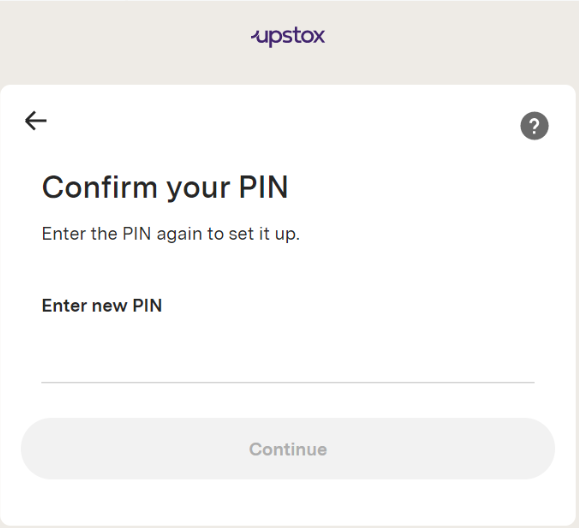 upstox
?
Confirm your PIN
Enter the PIN again to set it up.
Enter new PIN
Continue